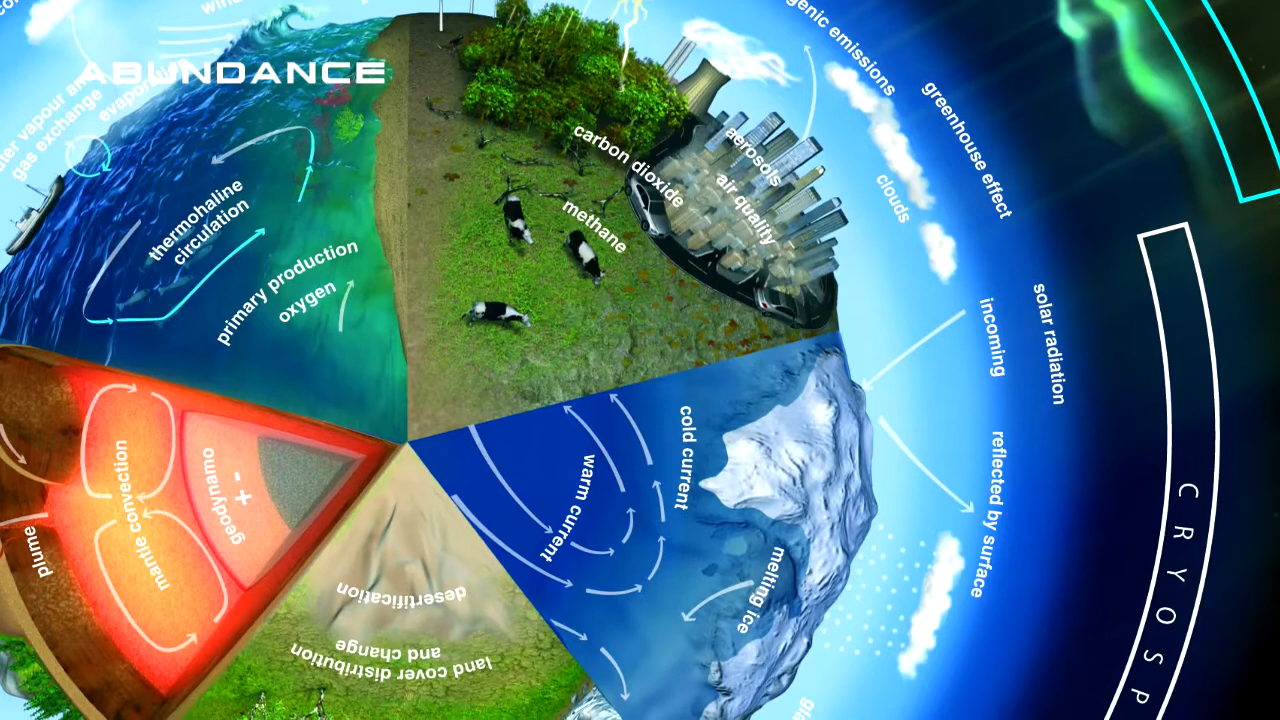 ABUNDANCE
gas exchange
thermohaline
circulation
primary production
oxygen
carbon dioxide
methane
aerosols
air quality
clouds
greenhouse effect
incoming
solar radiation
reflected by surface
cold current
warm current
melting ice
geodynamo
- +
mantle convection
plume
desertification
land cover distribution
and change
emissions
C R Y O S P